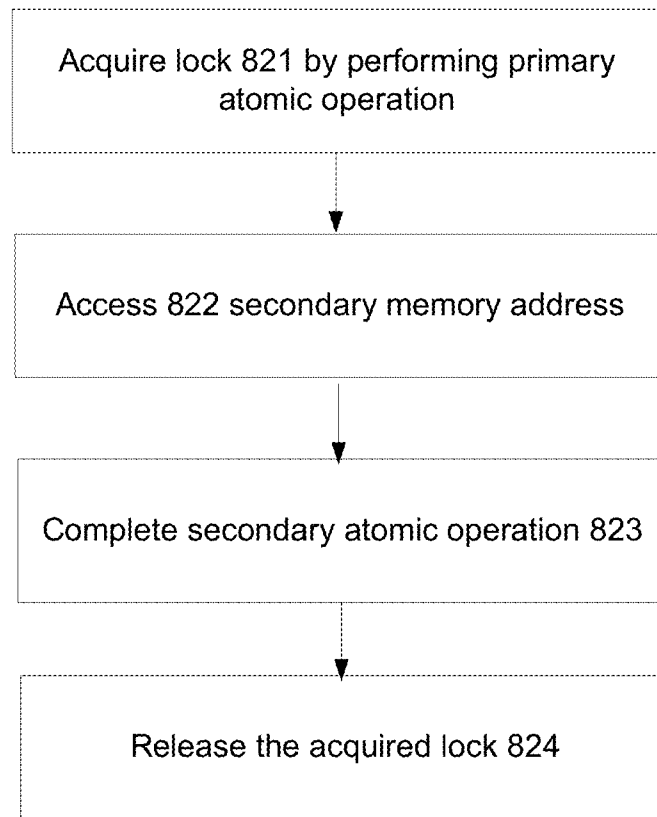 Acquire lock 821 by performing primary
atomic operation
Access 822 secondary memory address
Complete secondary atomic operation 823
Release the acquired lock 824